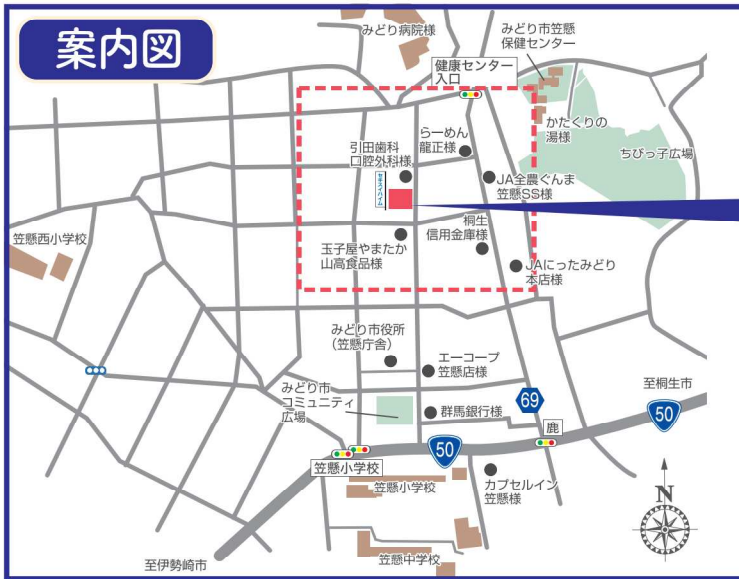 案内図
みどり病院様
みどり市笠懸
保健センター
健康センター
入口
かたくりの
湯様
ちびっ子広場
らーめん
龍正様
引田歯科
口腔外科様
セキスイハイム
JA全農ぐんま
笠懸SS様
桐生
信用金庫様
玉子屋やまたか
山高食品様
笠懸西小学校
JAにったみどり
本店様
みどり市役所
(笠懸庁舎)
エーコープ
笠懸店様
みどり市
コミュニティ
広場
群馬銀行様
69
至桐生市
50
鹿
50
笠懸小学校
笠懸小学校
カプセルイン
笠懸様
N
笠懸中学校
至伊勢崎市